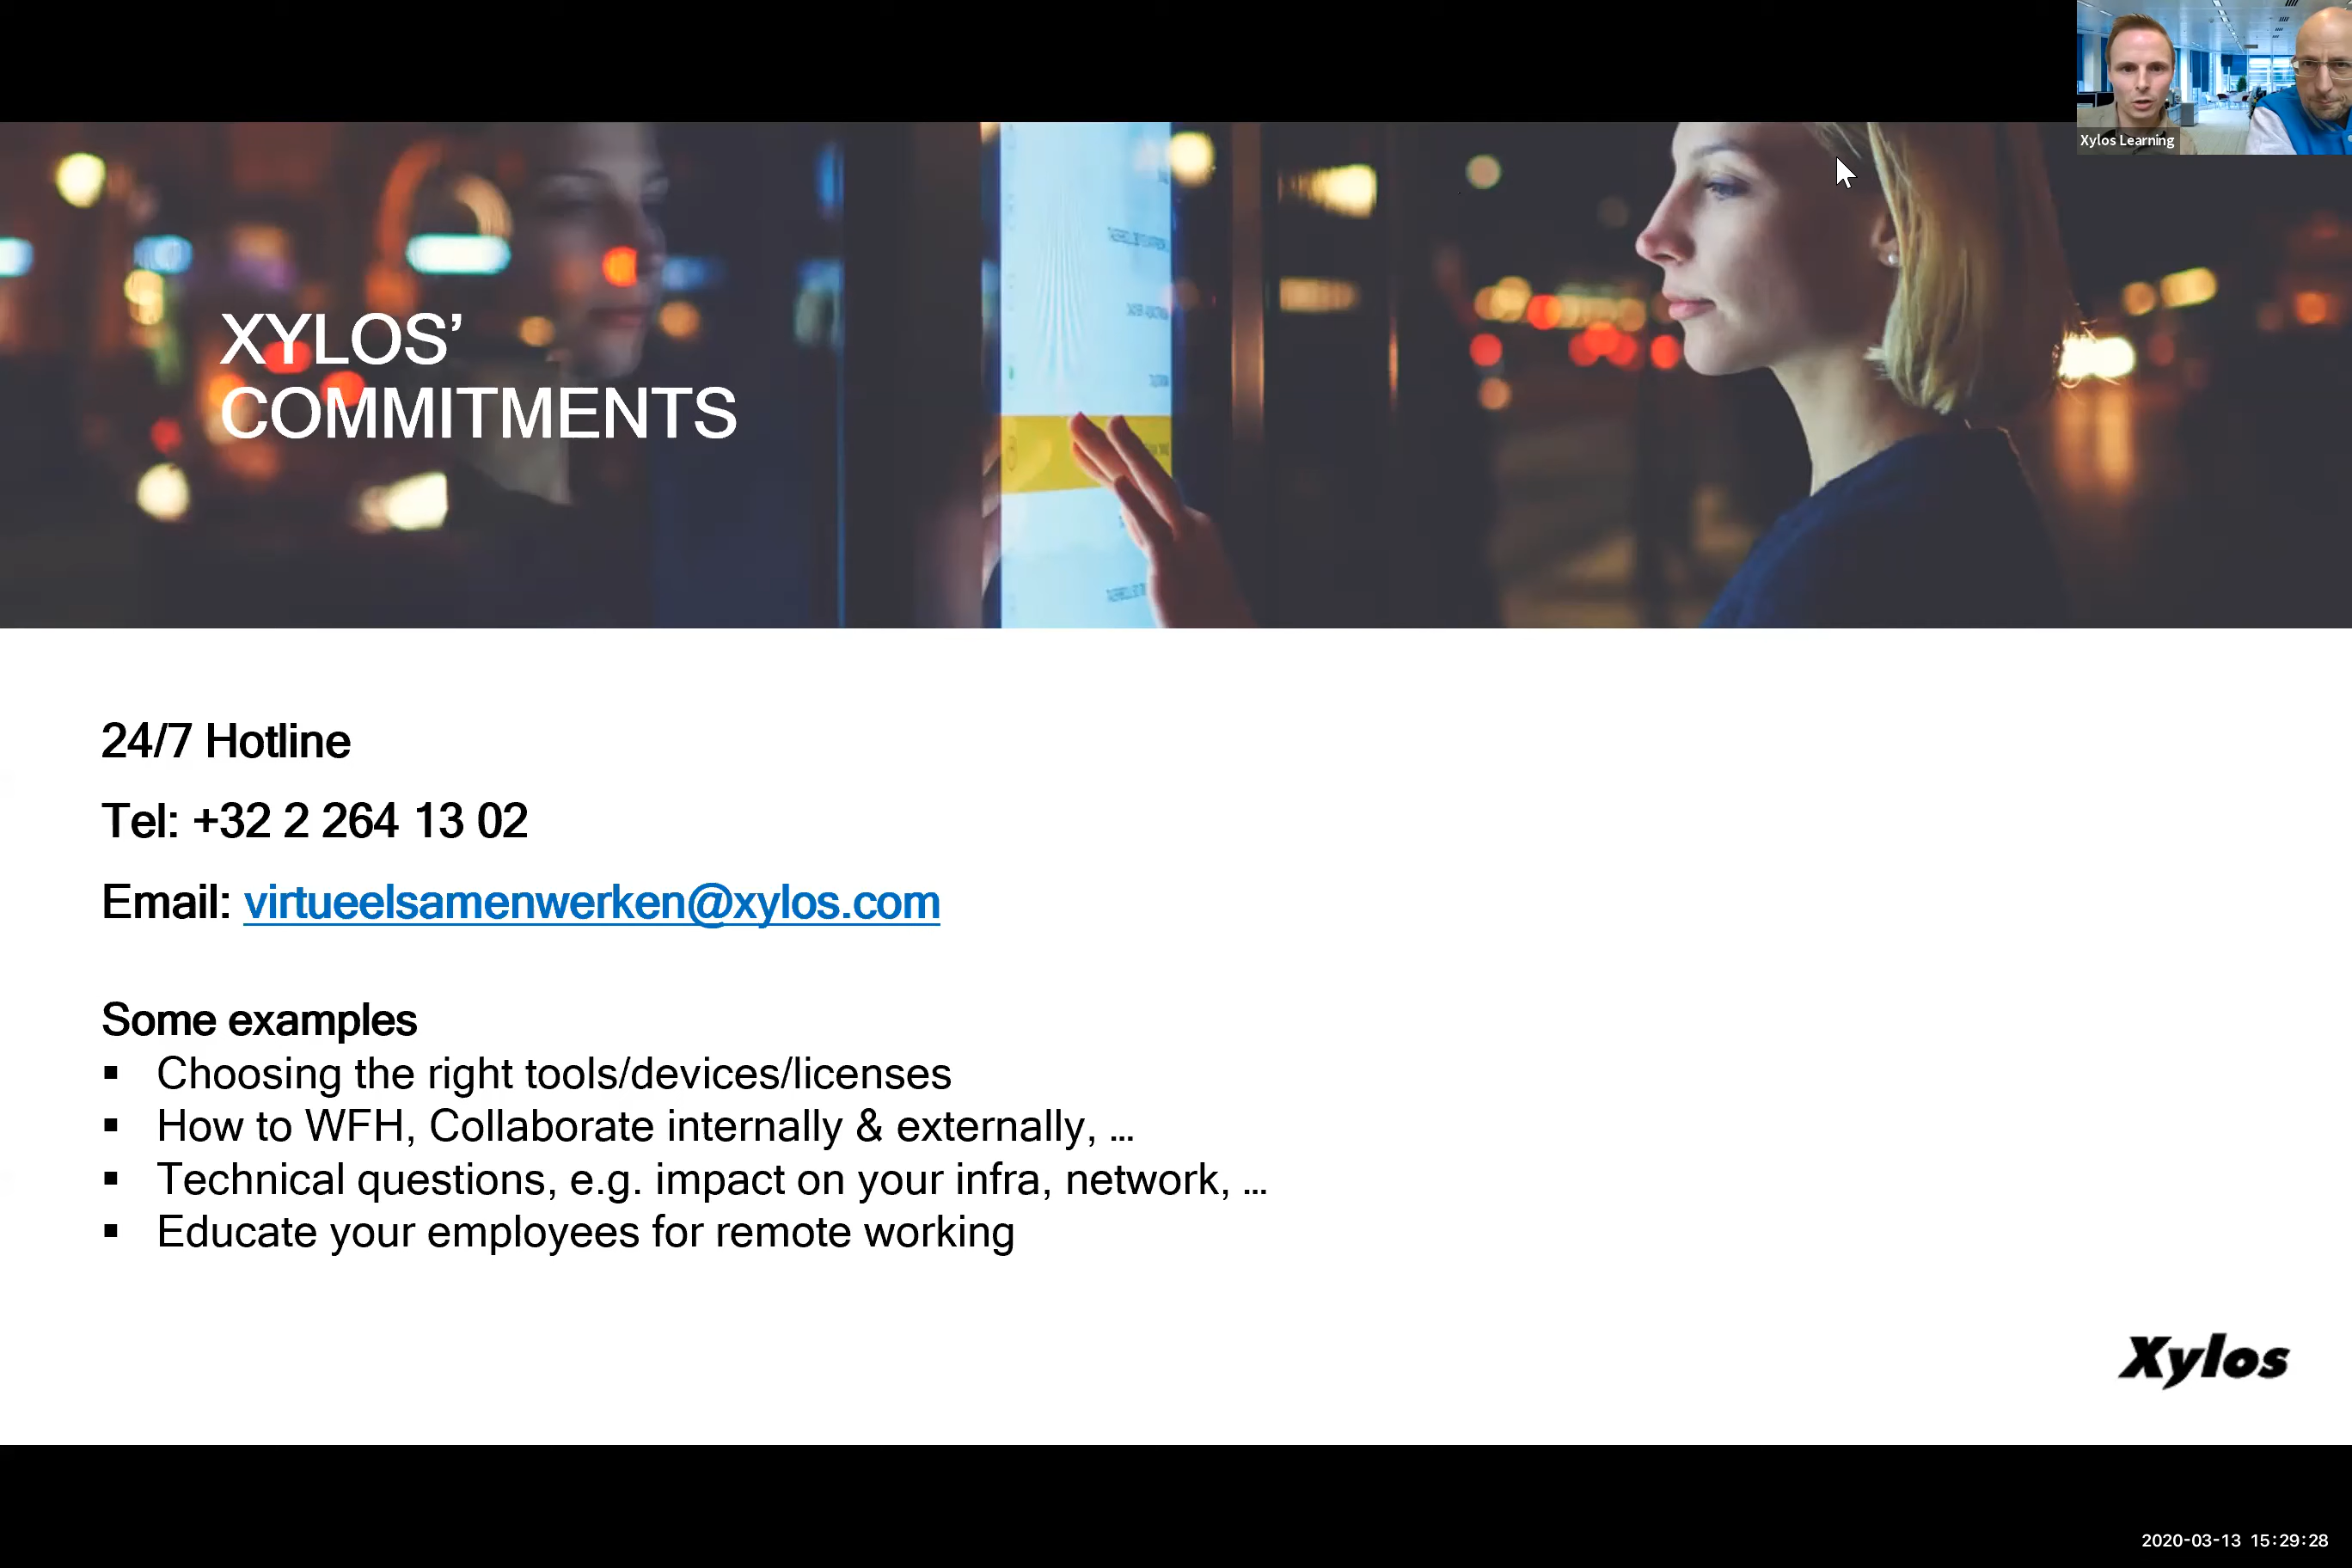 Xylos Learning
XYLOS’
COMMITMENTS
24/7 Hotline
Tel: +32 2 264 13 02
Email: virtueelsamenwerken@xylos.com
Some examples
▪ Choosing the right tools/devices/licenses
▪ How to WFH, Collaborate internally & externally, ...
▪ Technical questions, e.g. impact on your infra, network, ...
▪ Educate your employees for remote working
Xylos
2020-03-13 15:29:28